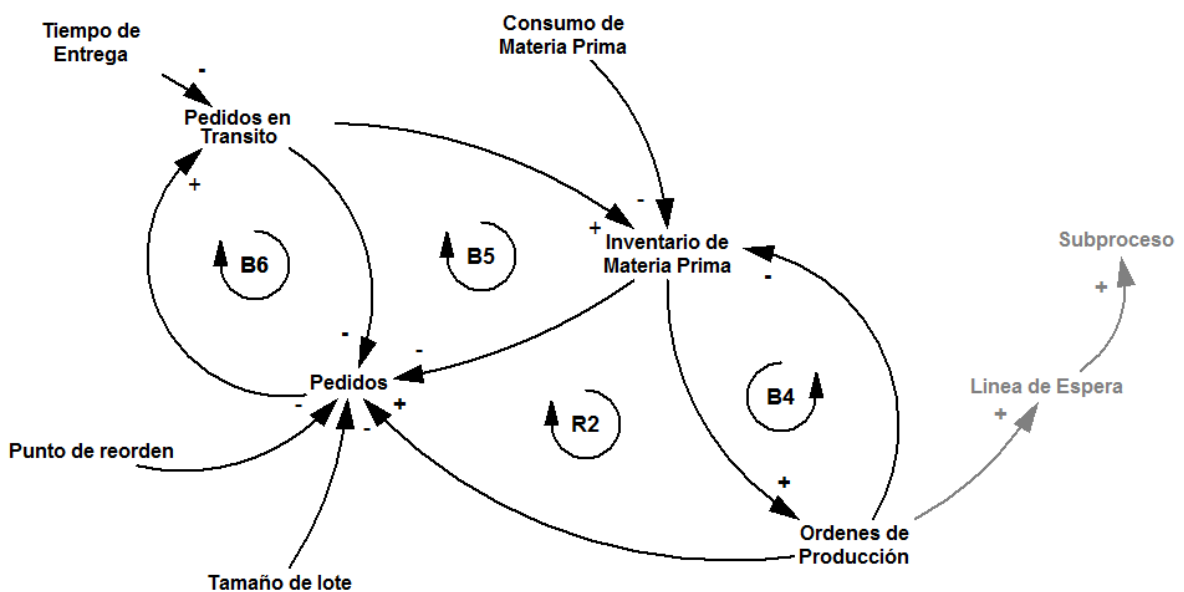 Tiempo de
Entrega
-
Consumo de
Materia Prima
Pedidos en
Transito
+
-
+
Inventario de
Materia Prima
-
Subproceso
+
B6
B5
-
-
Pedidos
-
+
-
R2
B4
Linea de Espera
+
Punto de reorden
+
Ordenes de
Producción
Tamaño de lote